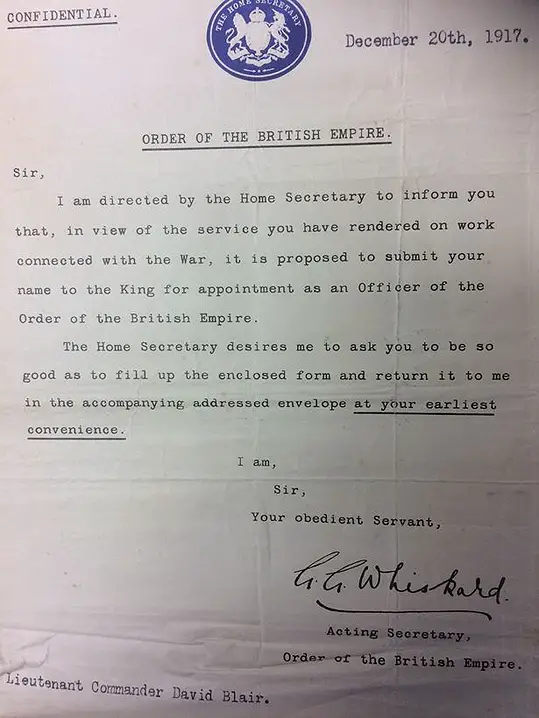 CONFIDENTIAL.
THE HOME SECRETARY
December 20th, 1917.
ORDER OF THE BRITISH EMPIRE.
Sir,
I am directed by the Home Secretary to inform you
that, in view of the service you have rendered on work
connected with the War, it is proposed to submit your
name to the King for appointment as an Officer of the
Order of the British Empire.
The Home Secretary desires me to ask you to be so
good as to fill up the enclosed form and return it to me
in the accompanying addressed envelope at your earliest
convenience.
I am,
Sir,
Your obedient Servant,
G.G. Whiskard.
Acting Secretary,
Order of the British Empire.
Lieutenant Commander David Blair.